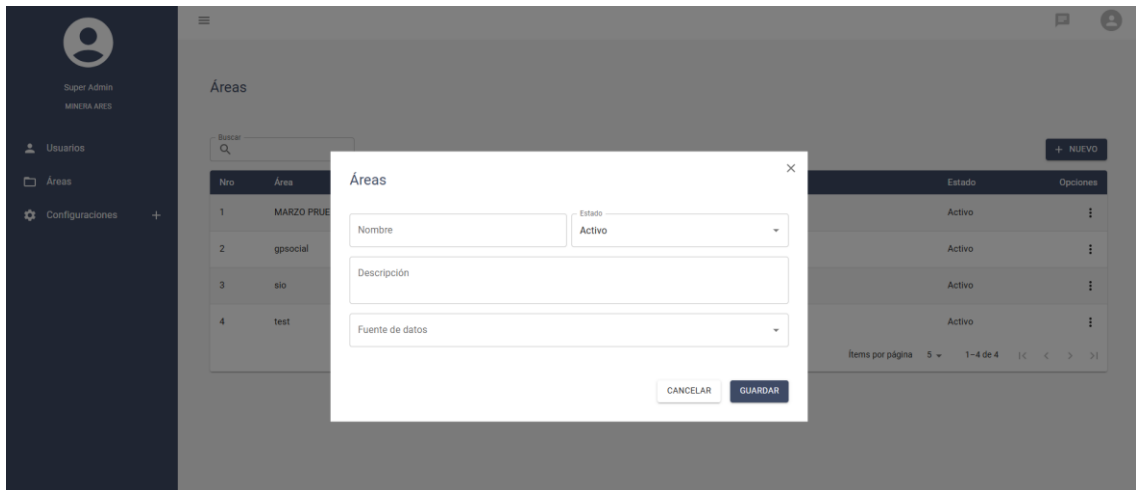 Super Admin
MINERA ARES
Usuarios
Áreas
Configuraciones +
Áreas
Buscar
+ NUEVO
Nro Área Estado Opciones
1 MARZO PRUE Activo
2 gpsocial Activo
3 sio Activo
4 test Activo
Ítems por página 5 1–4 de 4 |< < > >|
Áreas ×
Nombre
Estado
Activo
Descripción
Fuente de datos
CANCELAR GUARDAR